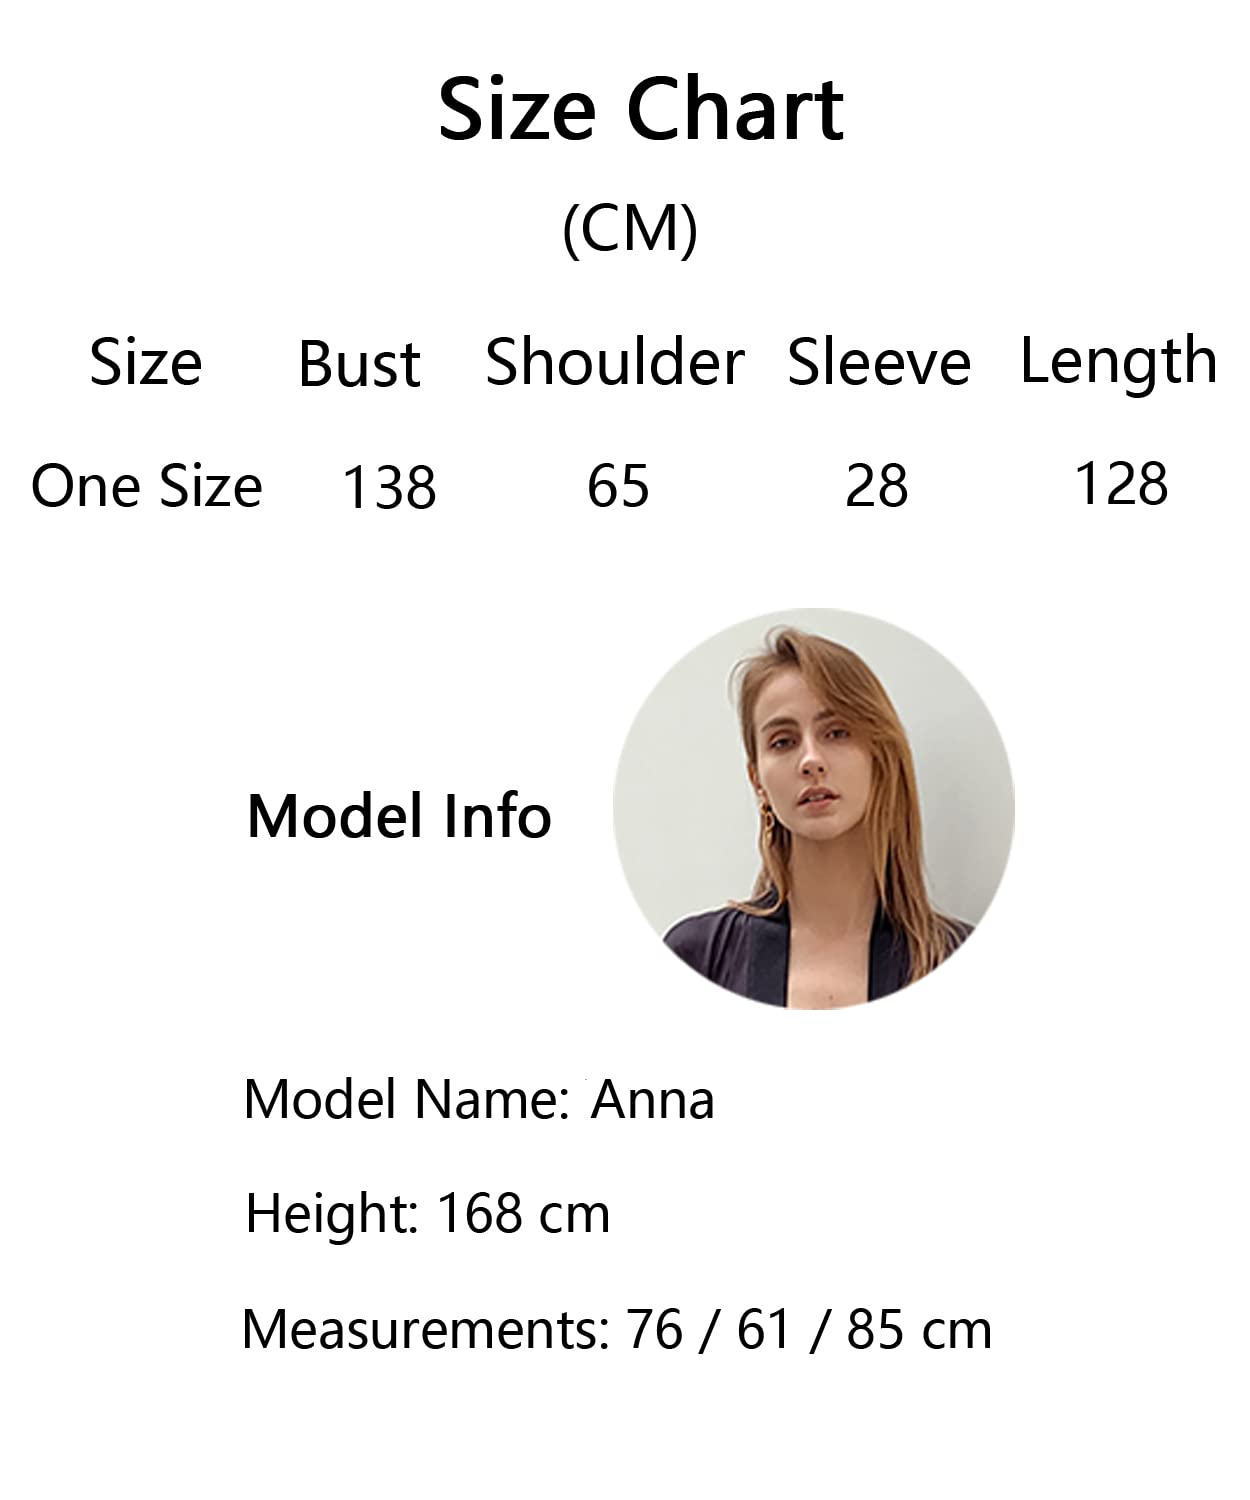 Size Chart
(CM)
Size Bust Shoulder Sleeve Length
One Size 138 65 28 128
Model Info
Model Name: Anna
Height: 168 cm
Measurements: 76 / 61 / 85 cm